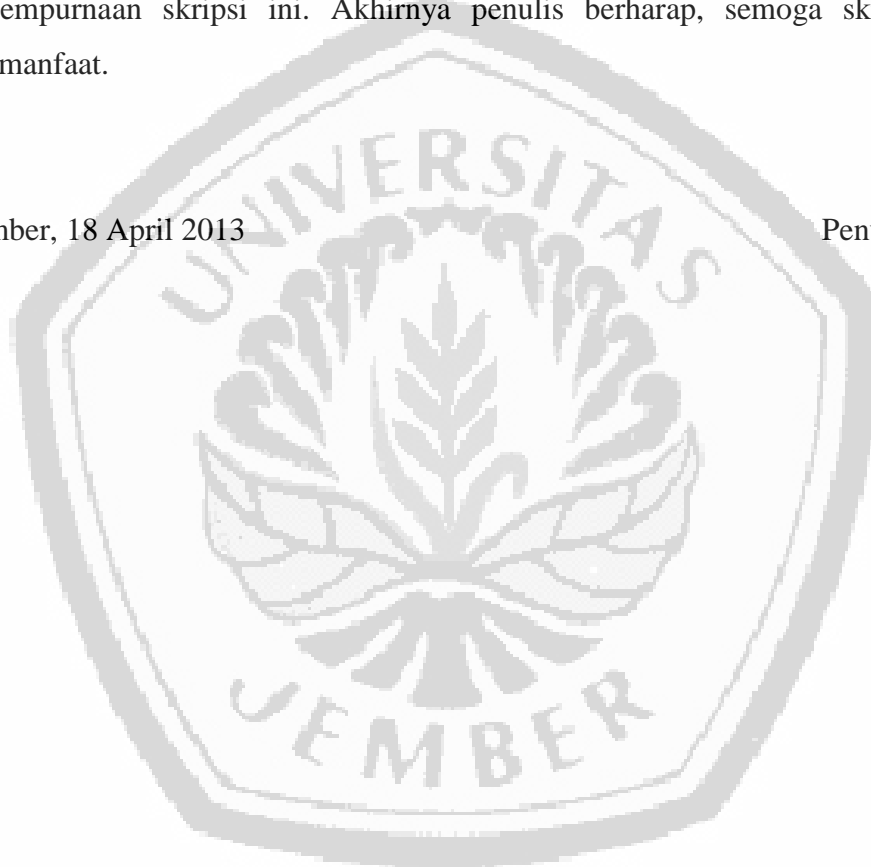 empurnaan skripsi ini. Akhirnya penulis berharap, semoga sk
manfaat.
nber, 18 April 2013 Pen
UNIVERSITAS
JEMBER